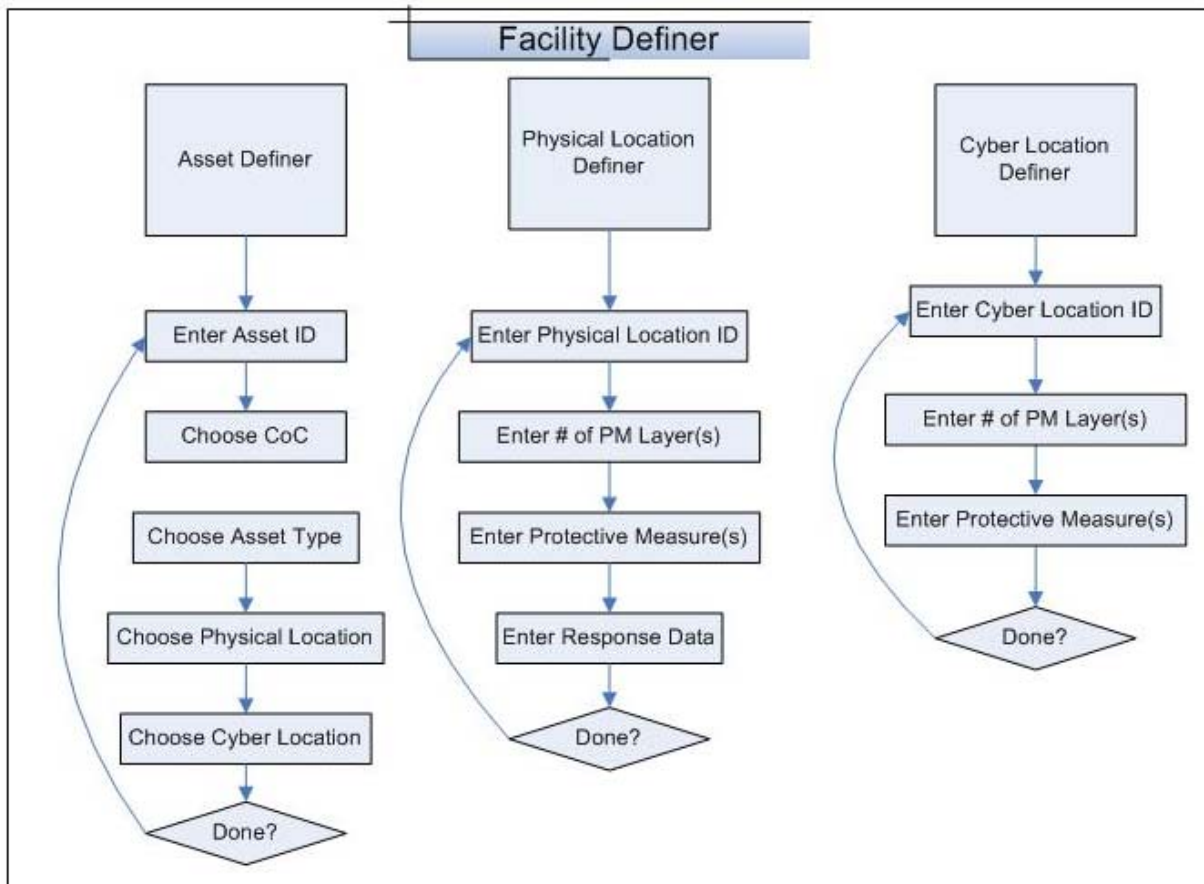 Facility Definer
Asset Definer
Enter Asset ID
Choose CoC
Choose Asset Type
Choose Physical Location
Choose Cyber Location
Done?
Physical Location
Definer
Enter Physical Location ID
Enter # of PM Layer(s)
Enter Protective Measure(s)
Enter Response Data
Done?
Cyber Location
Definer
Enter Cyber Location ID
Enter # of PM Layer(s)
Enter Protective Measure(s)
Done?